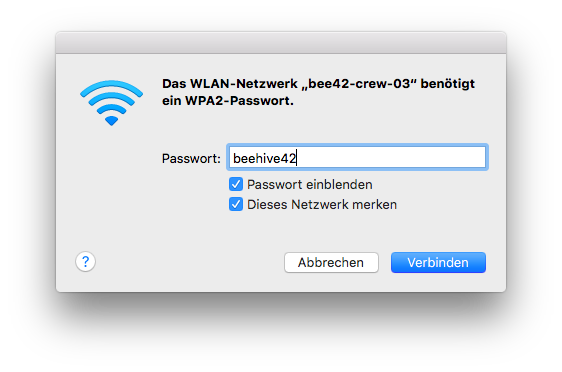 Das WLAN-Netzwerk „bee42-crew-03“ benötigt
ein WPA2-Passwort.
Passwort: beehive42
Passwort einblenden
Dieses Netzwerk merken
? Abbrechen Verbinden